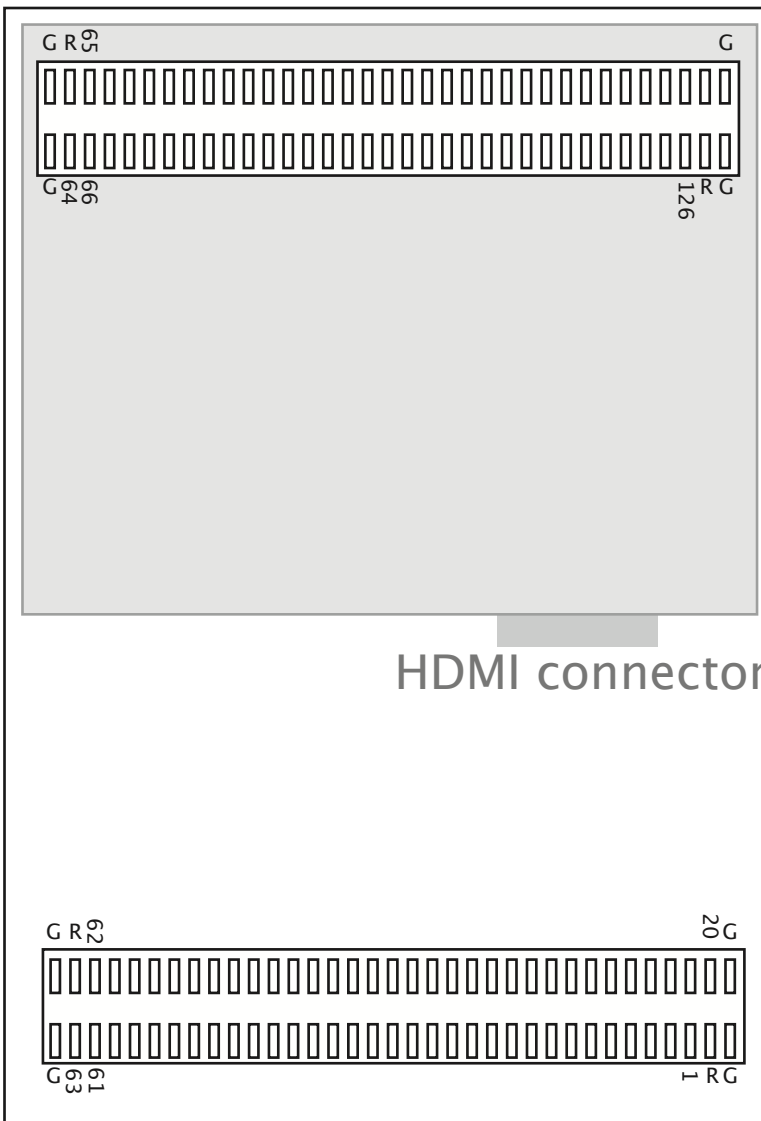 G R 65 G
G 64 66 126 R G
HDMI connector
G R 62 20 G
G 63 61 1 R G